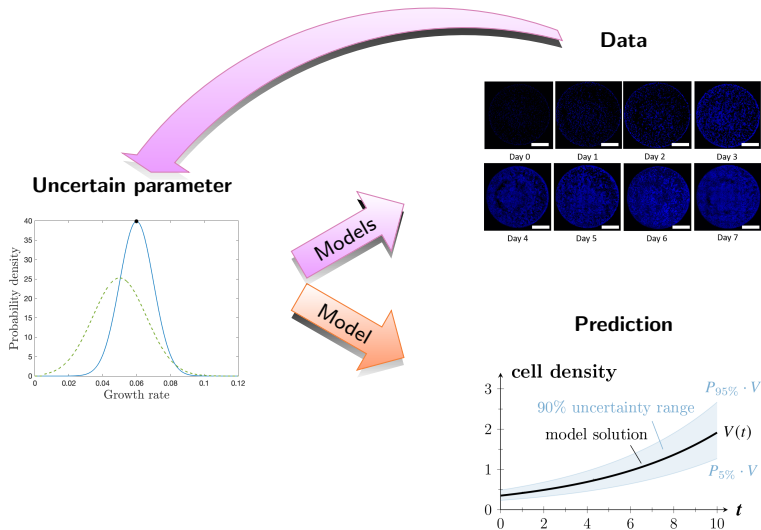 Data
Day 0 Day 1 Day 2 Day 3
Day 4 Day 5 Day 6 Day 7
Uncertain parameter
Probability density
40
35
30
25
20
15
10
5
0
0 0.02 0.04 0.06 0.08 0.1 0.12
Growth rate
Models
Model
Prediction
cell density
3
2
1
0
P95% · V
90% uncertainty range
model solution
V(t)
P5% · V
0 2 4 6 8 10
t